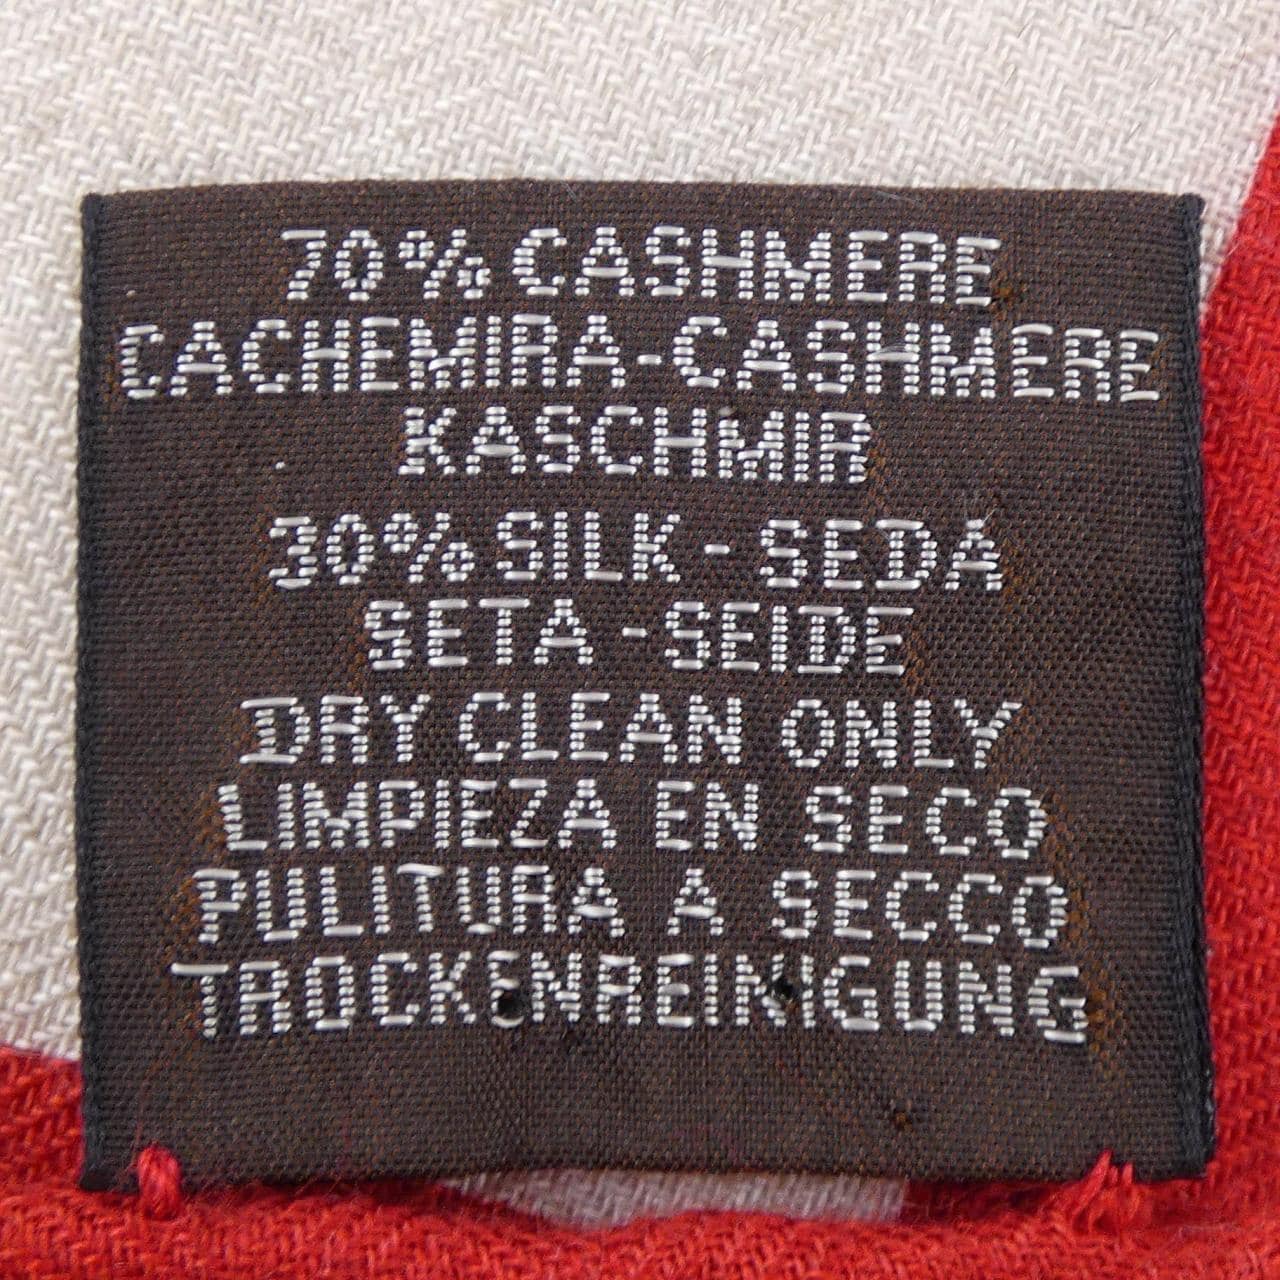 70% CASHMERE
CACHEMIRA-CASHMERE
KASCHMIR
30% SILK - SEDA
SETA - SEIDE
DRY CLEAN ONLY
LIMPIEZA EN SECO
PULITURA A SECCO
TROCKENREINIGUNG